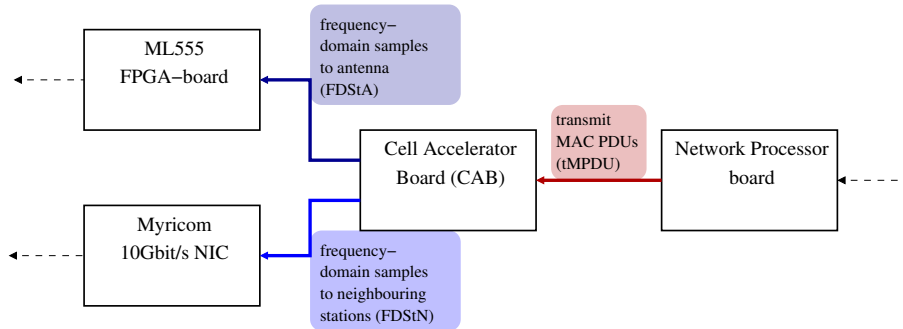 ML555
FPGA−board
frequency−
domain samples
to antenna
(FDStA)
Cell Accelerator
Board (CAB)
transmit
MAC PDUs
(tMPDU)
Network Processor
board
Myricom
10Gbit/s NIC
frequency−
domain samples
to neighbouring
stations (FDStN)